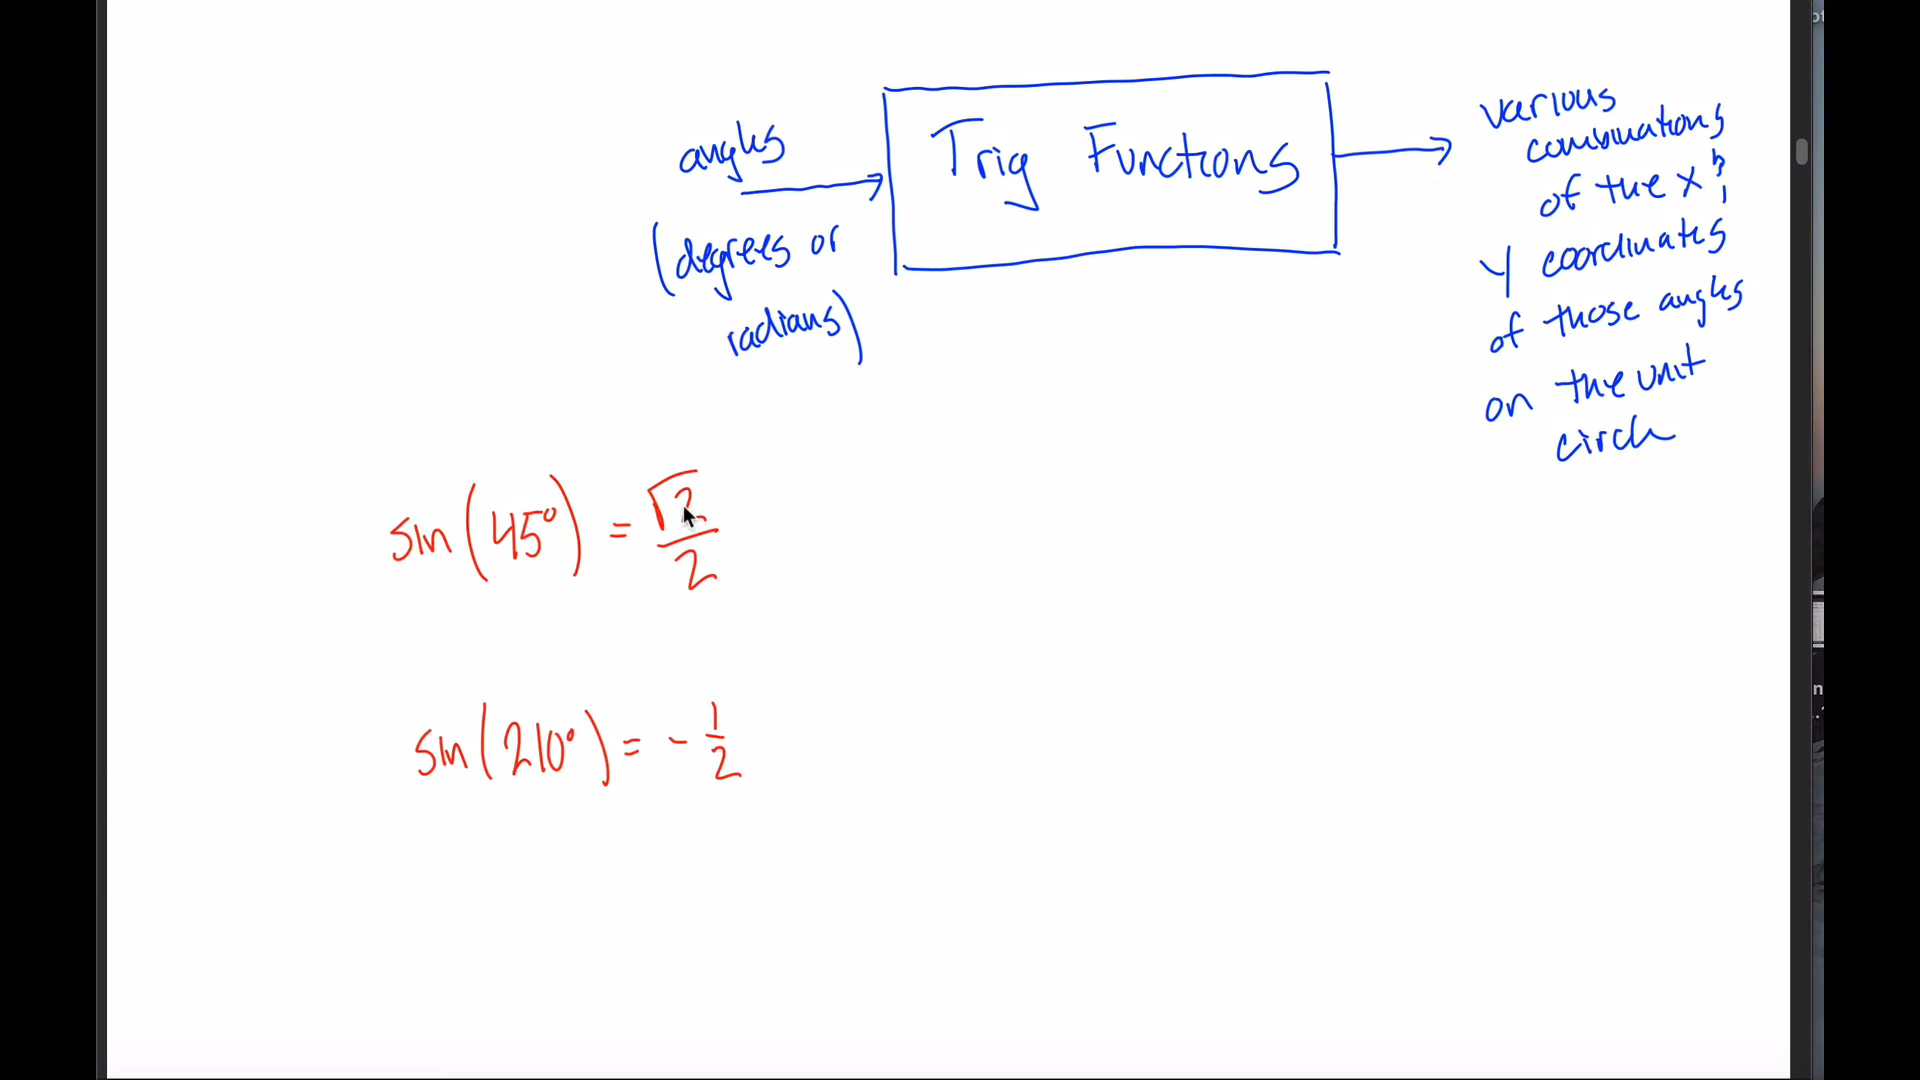 angles
(degrees or
radians)
Trig Functions
various
combinations
of the x &
y coordinates
of those angles
on the unit
circle
sin(45°) = √2/2
sin(210°) = - 1/2